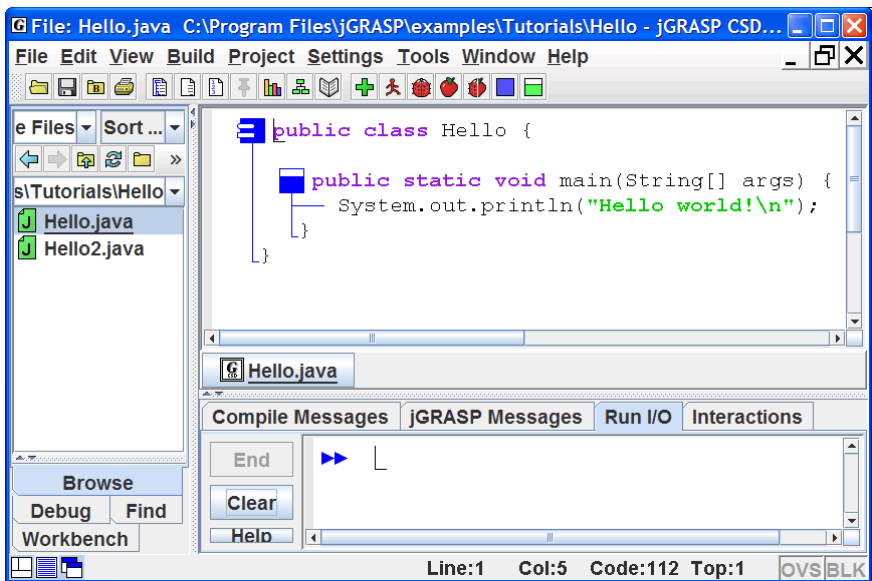 File: Hello.java C:\Program Files\jGRASP\examples\Tutorials\Hello - jGRASP CSD...
File Edit View Build Project Settings Tools Window Help
e Files Sort ...
s\Tutorials\Hello
Hello.java
Hello2.java
public class Hello {
public static void main(String[] args) {
System.out.println("Hello world!\n");
}
}
Hello.java
Compile Messages jGRASP Messages Run I/O Interactions
End
Clear
Help
Browse
Debug Find
Workbench
Line:1 Col:5 Code:112 Top:1 OVS BLK